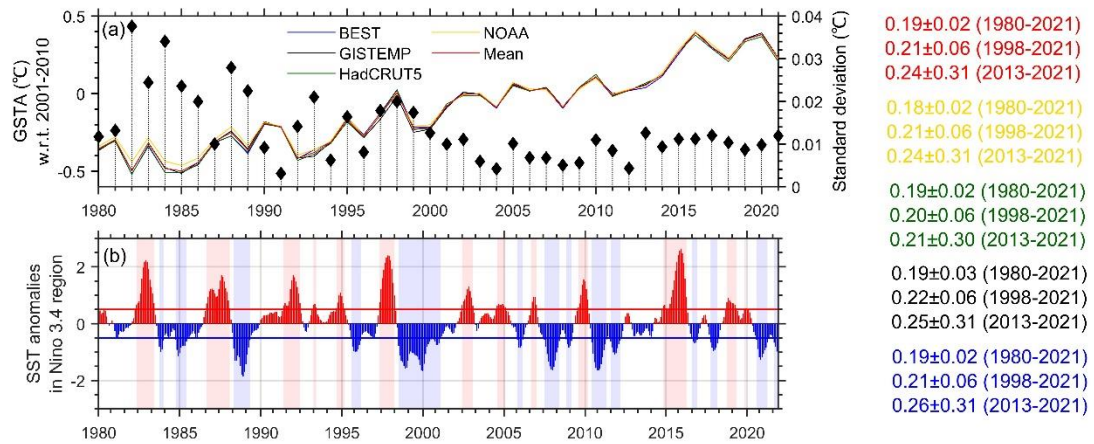 (a)
BEST
GISTEMP
HadCRUT5
NOAA
Mean
GSTA (℃)
w.r.t. 2001-2010
0.5
0
-0.5
Standard deviation (℃)
0.04
0.03
0.02
0.01
0
1980 1985 1990 1995 2000 2005 2010 2015 2020
(b)
SST anomalies
in Nino 3.4 region
2
0
-2
1980 1985 1990 1995 2000 2005 2010 2015 2020
0.19±0.02 (1980-2021)
0.21±0.06 (1998-2021)
0.24±0.31 (2013-2021)
0.18±0.02 (1980-2021)
0.21±0.06 (1998-2021)
0.24±0.31 (2013-2021)
0.19±0.02 (1980-2021)
0.20±0.06 (1998-2021)
0.21±0.30 (2013-2021)
0.19±0.03 (1980-2021)
0.22±0.06 (1998-2021)
0.25±0.31 (2013-2021)
0.19±0.02 (1980-2021)
0.21±0.06 (1998-2021)
0.26±0.31 (2013-2021)